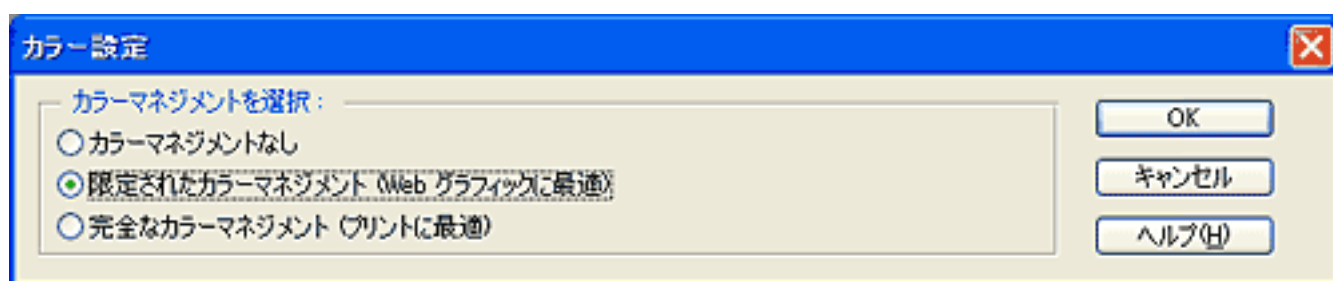 カラー設定
カラーマネジメントを選択：
カラーマネジメントなし
限定されたカラーマネジメント (Web グラフィックに最適)
完全なカラーマネジメント (プリントに最適)
OK
キャンセル
ヘルプ(H)